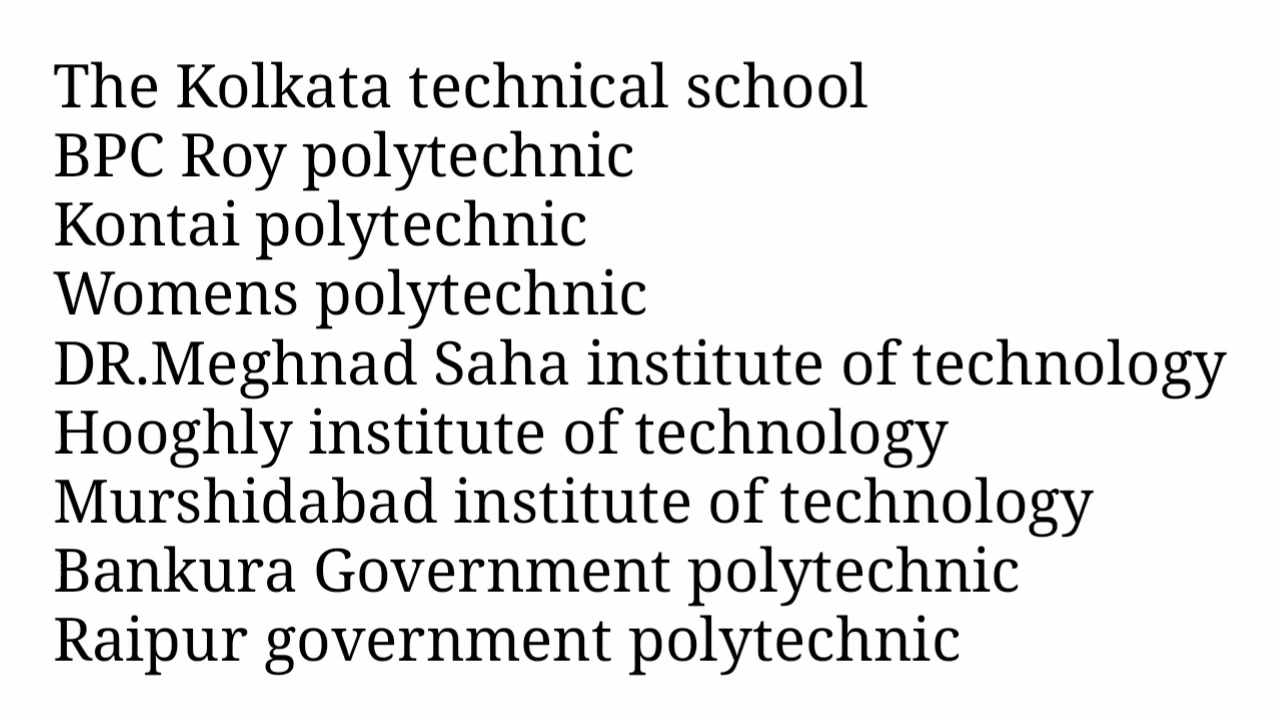 The Kolkata technical school
BPC Roy polytechnic
Kontai polytechnic
Womens polytechnic
DR.Meghnad Saha institute of technology
Hooghly institute of technology
Murshidabad institute of technology
Bankura Government polytechnic
Raipur government polytechnic